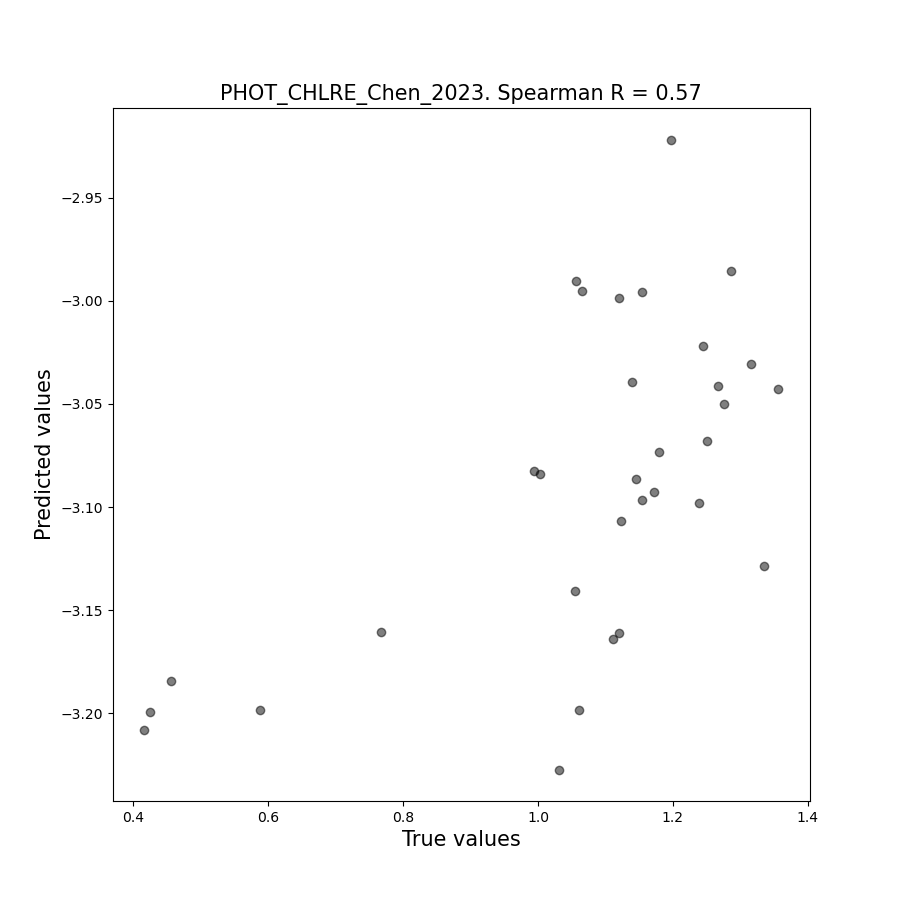 PHOT_CHLRE_Chen_2023. Spearman R = 0.57
Predicted values
−2.95
−3.00
−3.05
−3.10
−3.15
−3.20
0.4 0.6 0.8 1.0 1.2 1.4
True values